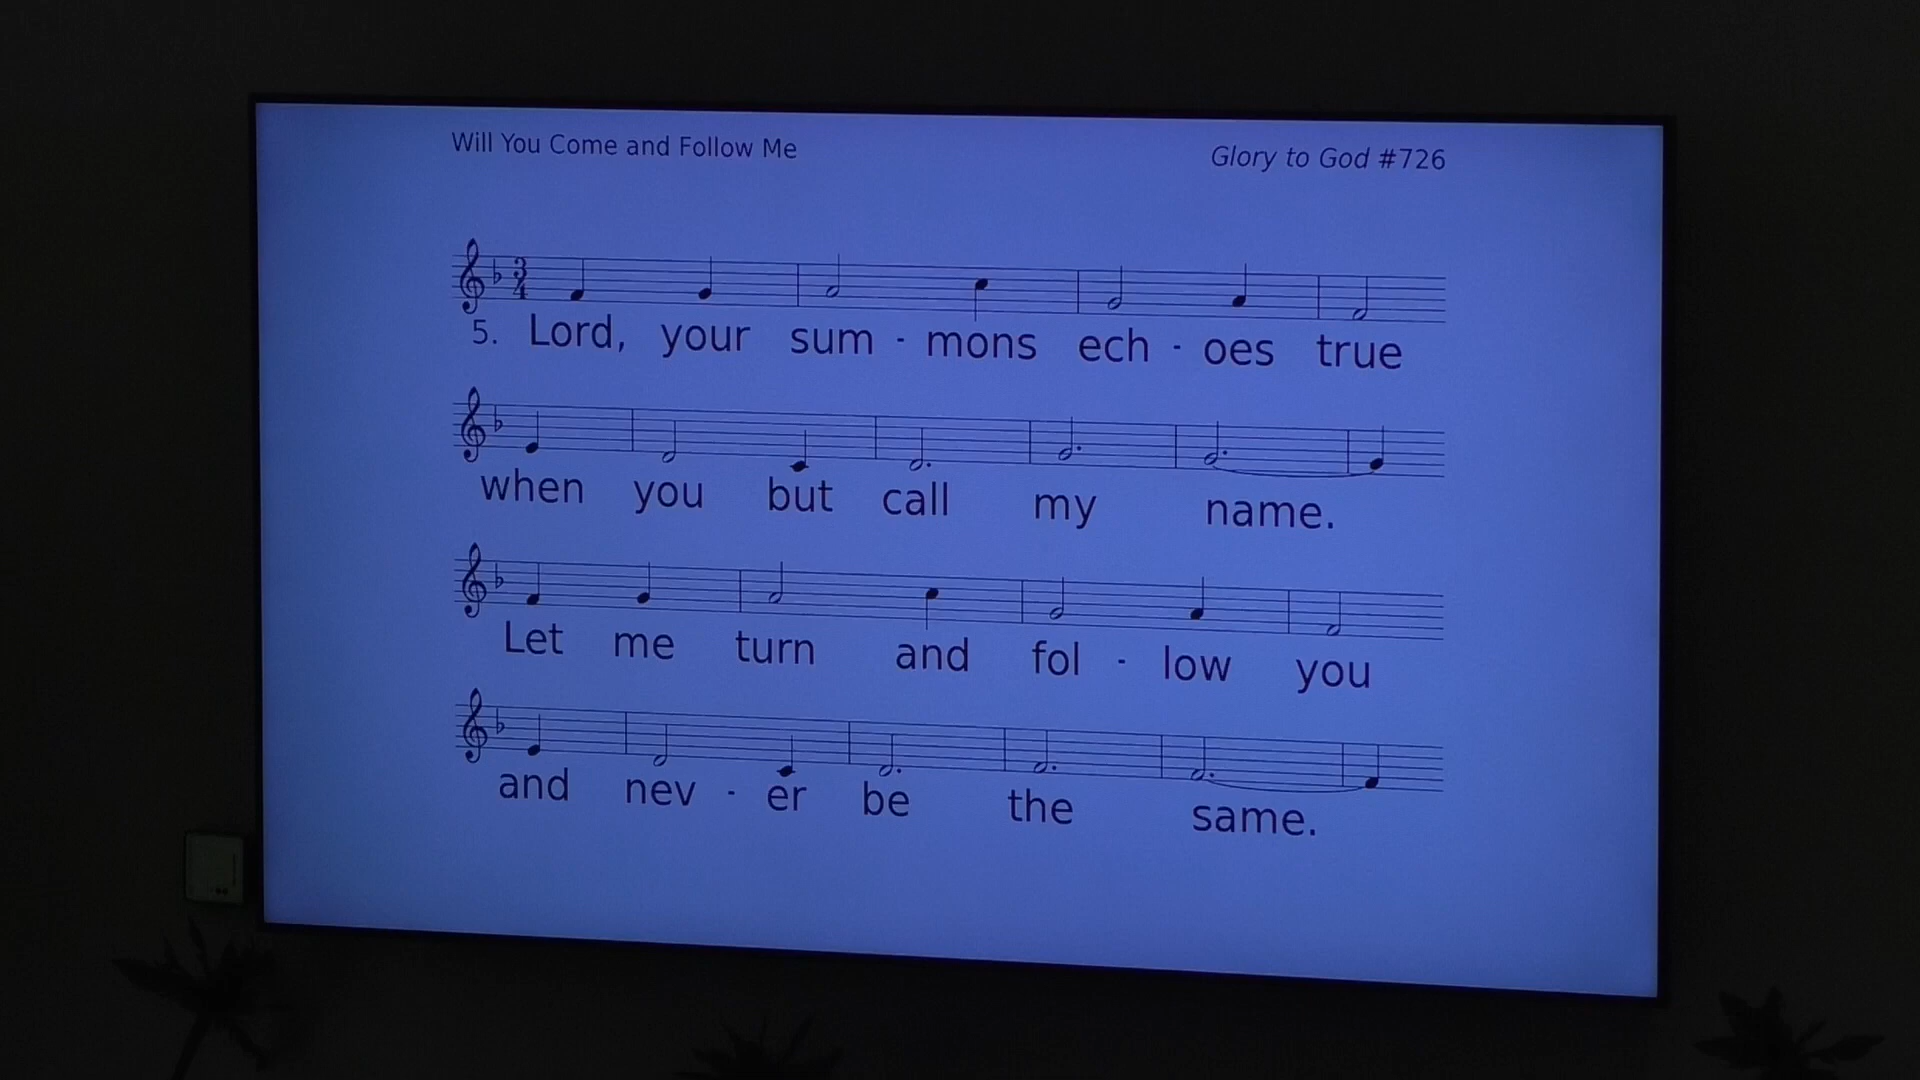 Will You Come and Follow Me
Glory to God #726
5. Lord, your sum - mons ech - oes true
when you but call my name.
Let me turn and fol - low you
and nev - er be the same.